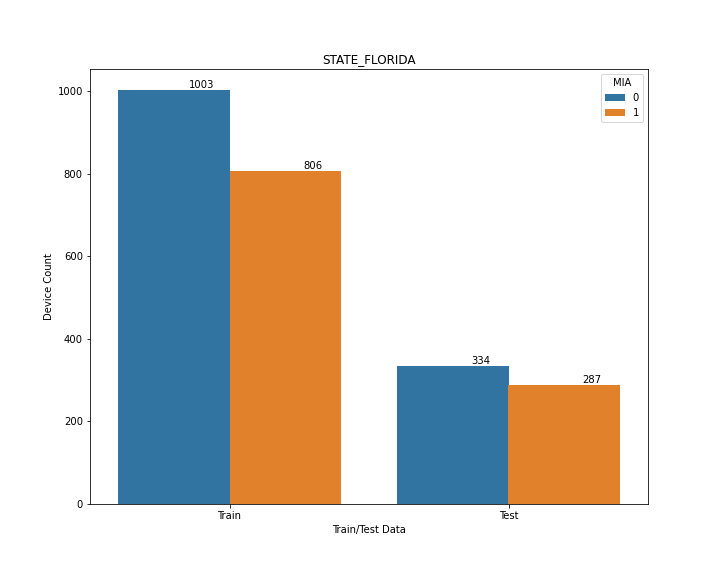 STATE_FLORIDA
MIA
0
1
1003
806
334
287
1000
800
600
400
200
0
Device Count
Train Test
Train/Test Data